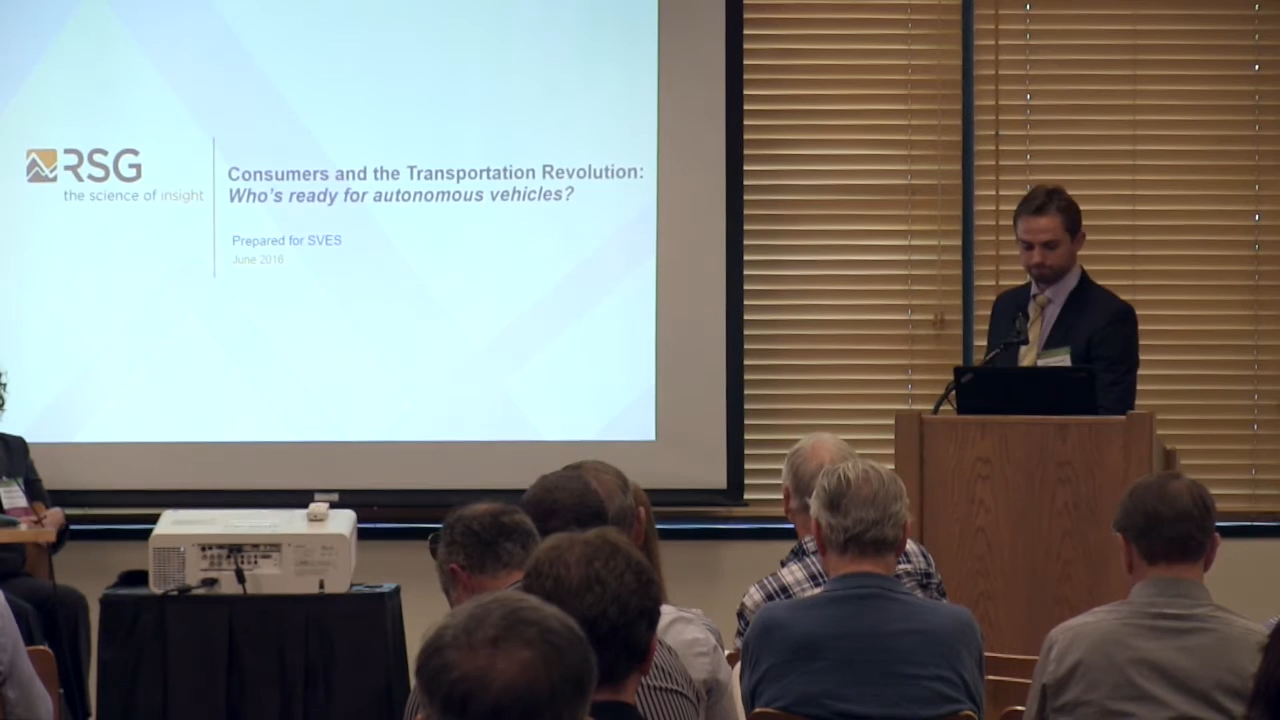 RSG
the science of insight
Consumers and the Transportation Revolution:
Who's ready for autonomous vehicles?
Prepared for SVES
June 2016